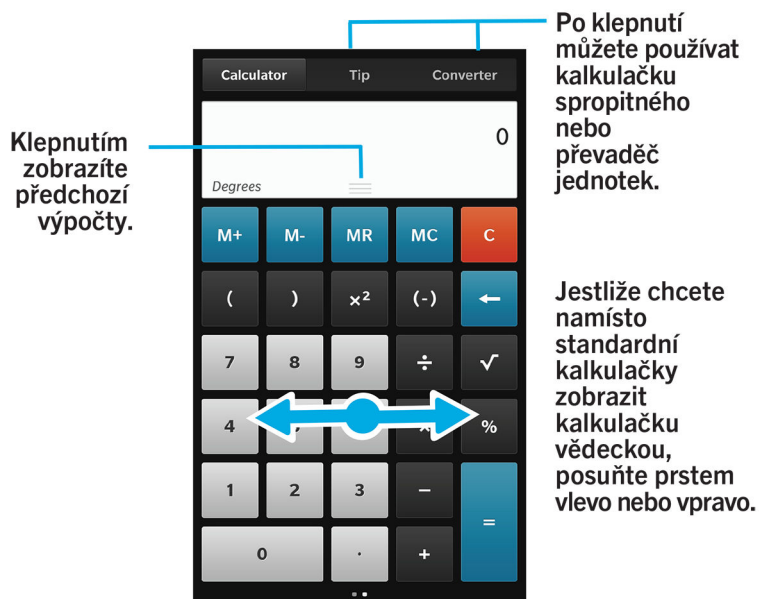 Po klepnutí
můžete používat
kalkulačku
spropitného
nebo
převaděč
jednotek.
Calculator Tip Converter
0
Degrees
Klepnutím
zobrazíte
předchozí
výpočty.
M+ M- MR MC C
( ) x² (-) ←
7 8 9 ÷ √
4 %
1 2 3 − =
0 . +
Jestliže chcete
namísto
standardní
kalkulačky
zobrazit
kalkulačku
vědeckou,
posuňte prstem
vlevo nebo vpravo.